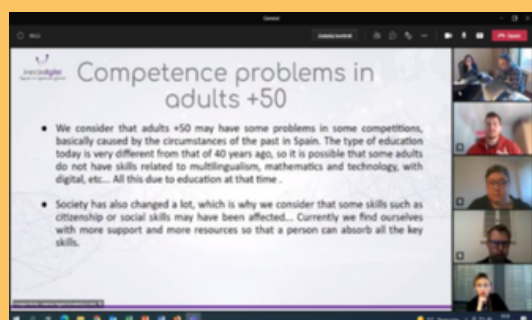 Competence problems in
adults +50
• We consider that adults +50 may have some problems in some competitions,
basically caused by the circumstances of the past in Spain. The type of education
today is very different from that of 40 years ago, so it is possible that some adults
do not have skills related to multilingualism, mathematics and technology, with
digital, etc... All this due to education at that time .
• Society has also changed a lot, which is why we consider that some skills such as
citizenship or social skills may have been affected... Currently we find ourselves
with more support and more resources so that a person can absorb all the key
skills.